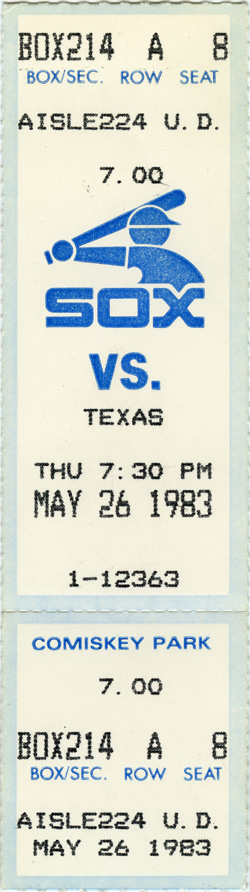 BOX214 A 8
BOX/SEC. ROW SEAT
AISLE224 U. D.
7.00
SOX
VS.
TEXAS
THU 7:30 PM
MAY 26 1983
1-12363
COMISKEY PARK
7.00
BOX214 A 8
BOX/SEC. ROW SEAT
AISLE224 U. D.
MAY 26 1983